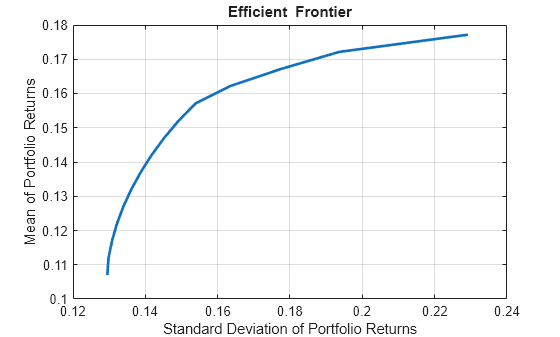 Efficient Frontier
Mean of Portfolio Returns
0.18
0.17
0.16
0.15
0.14
0.13
0.12
0.11
0.1
0.12 0.14 0.16 0.18 0.2 0.22 0.24
Standard Deviation of Portfolio Returns